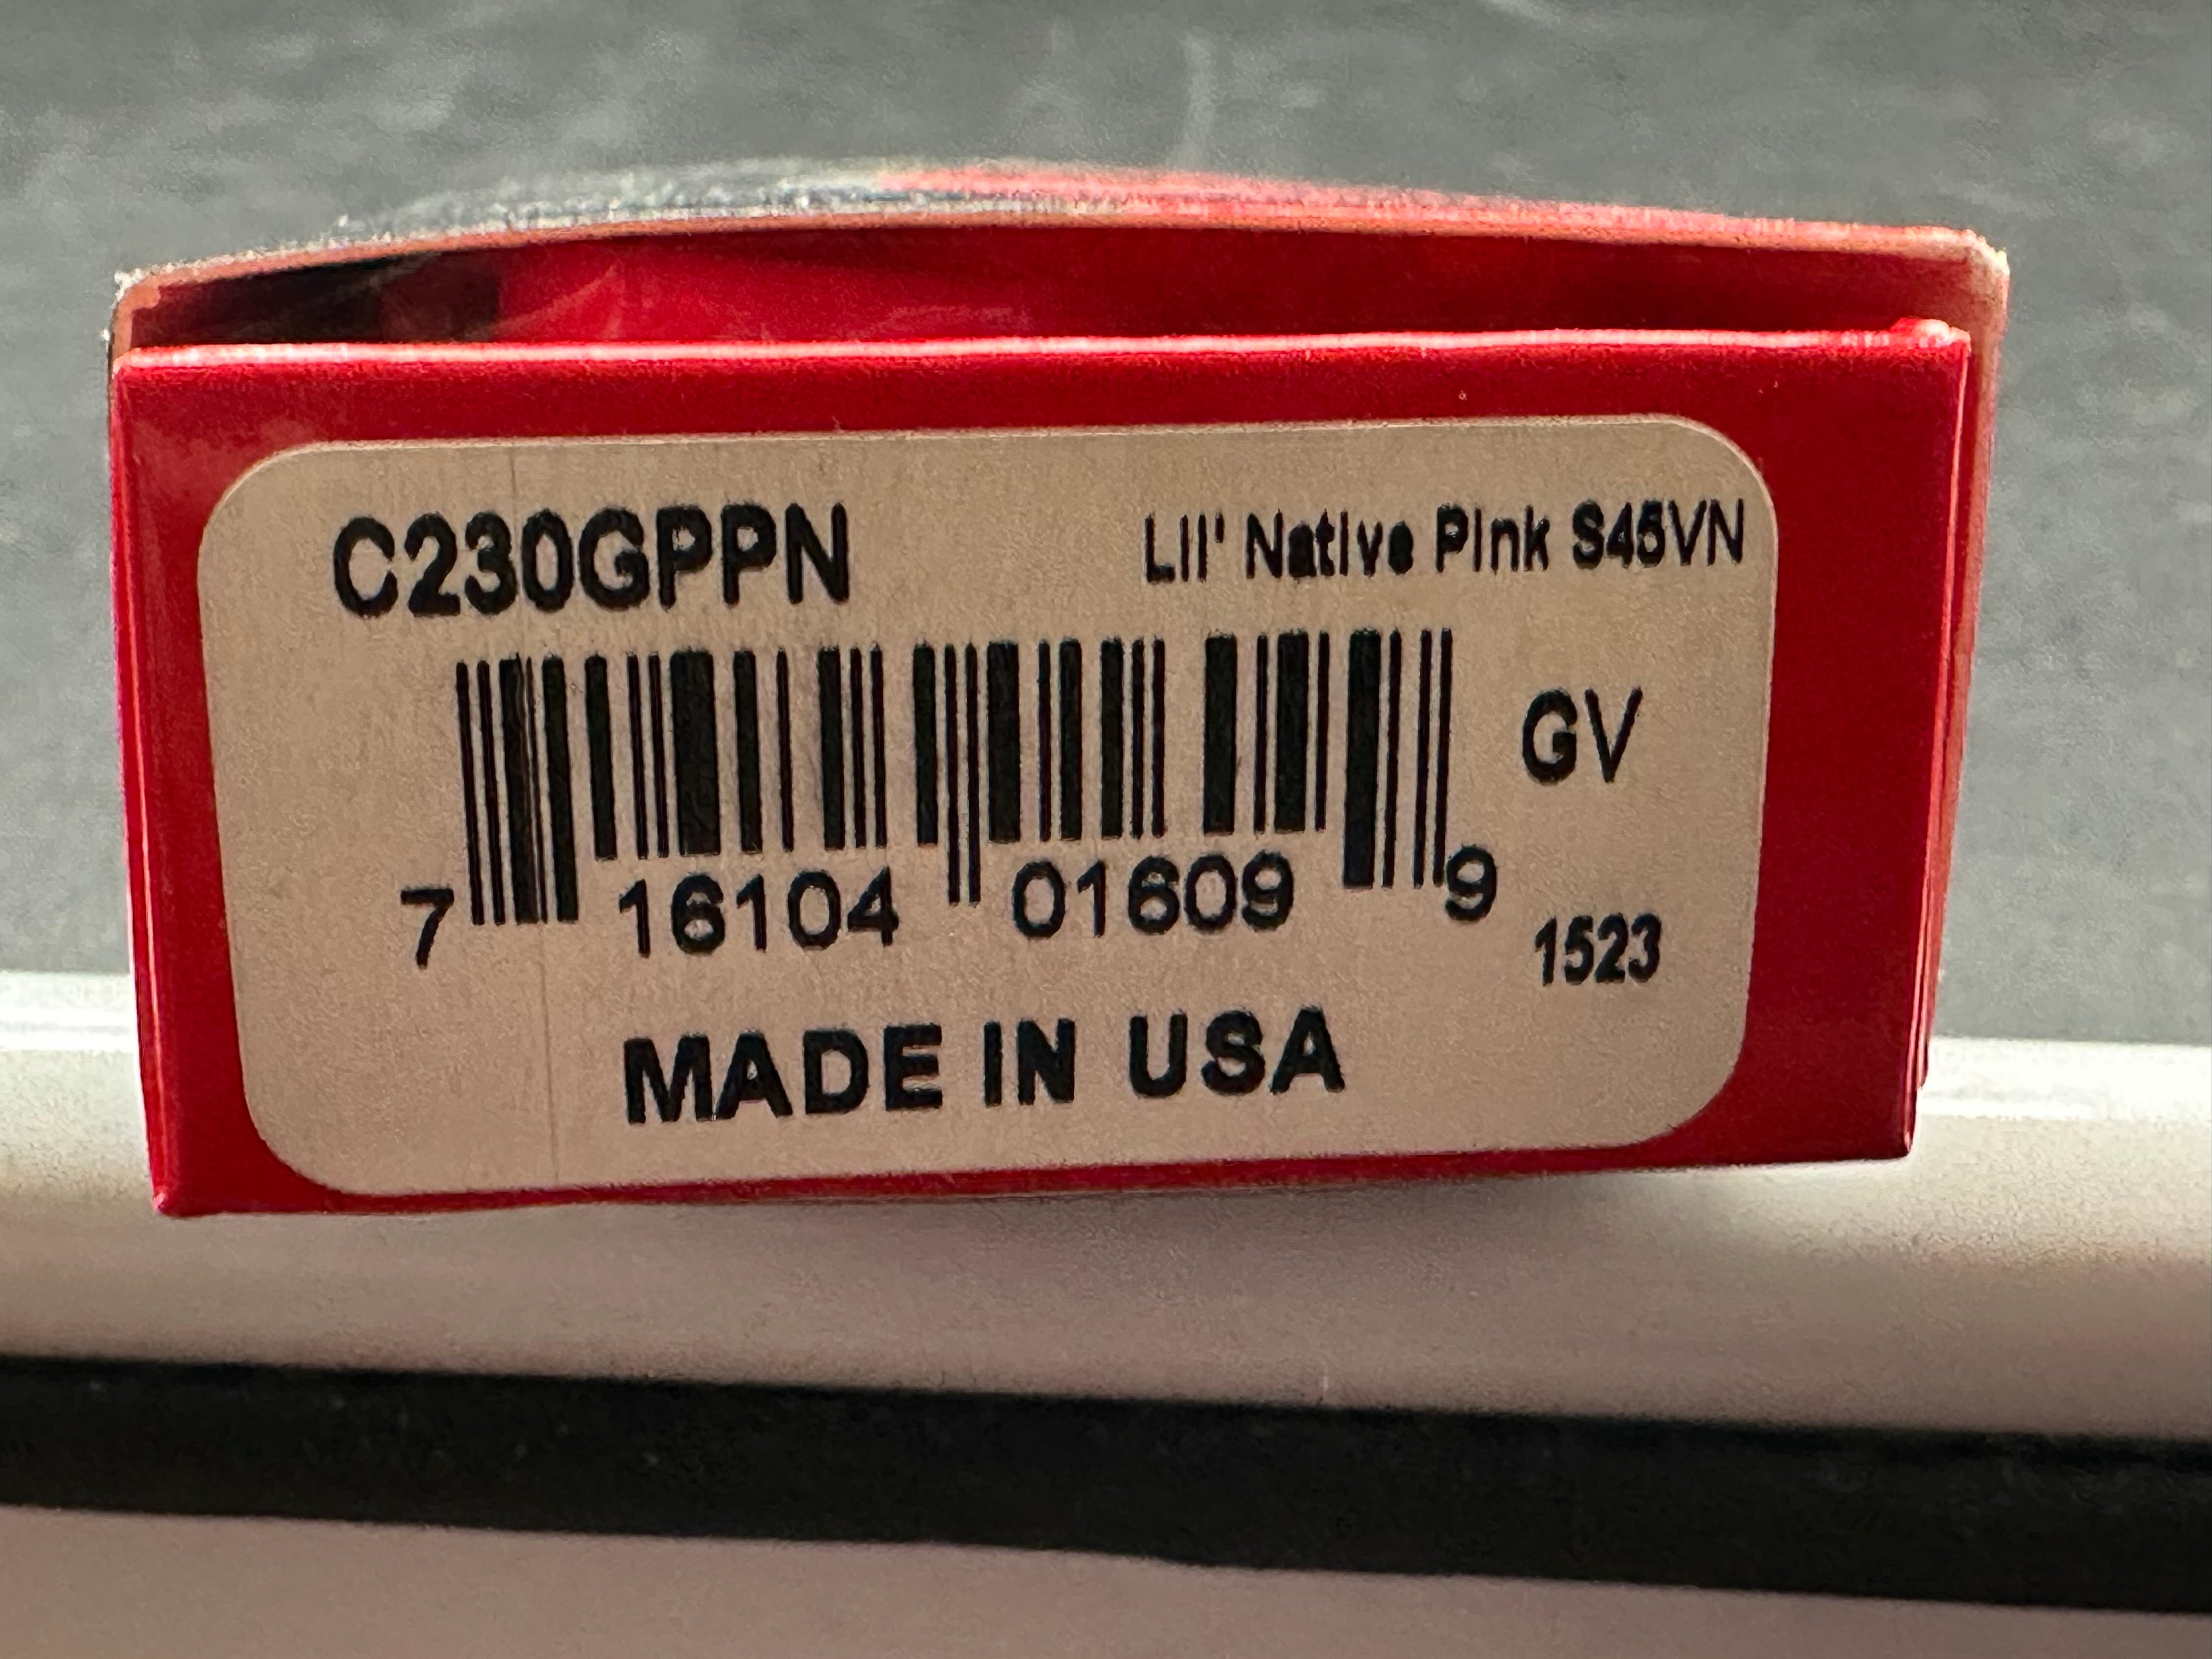 C230GPPN Lil' Native Pink S45VN
GV
7 16104 01609 9
1523
MADE IN USA